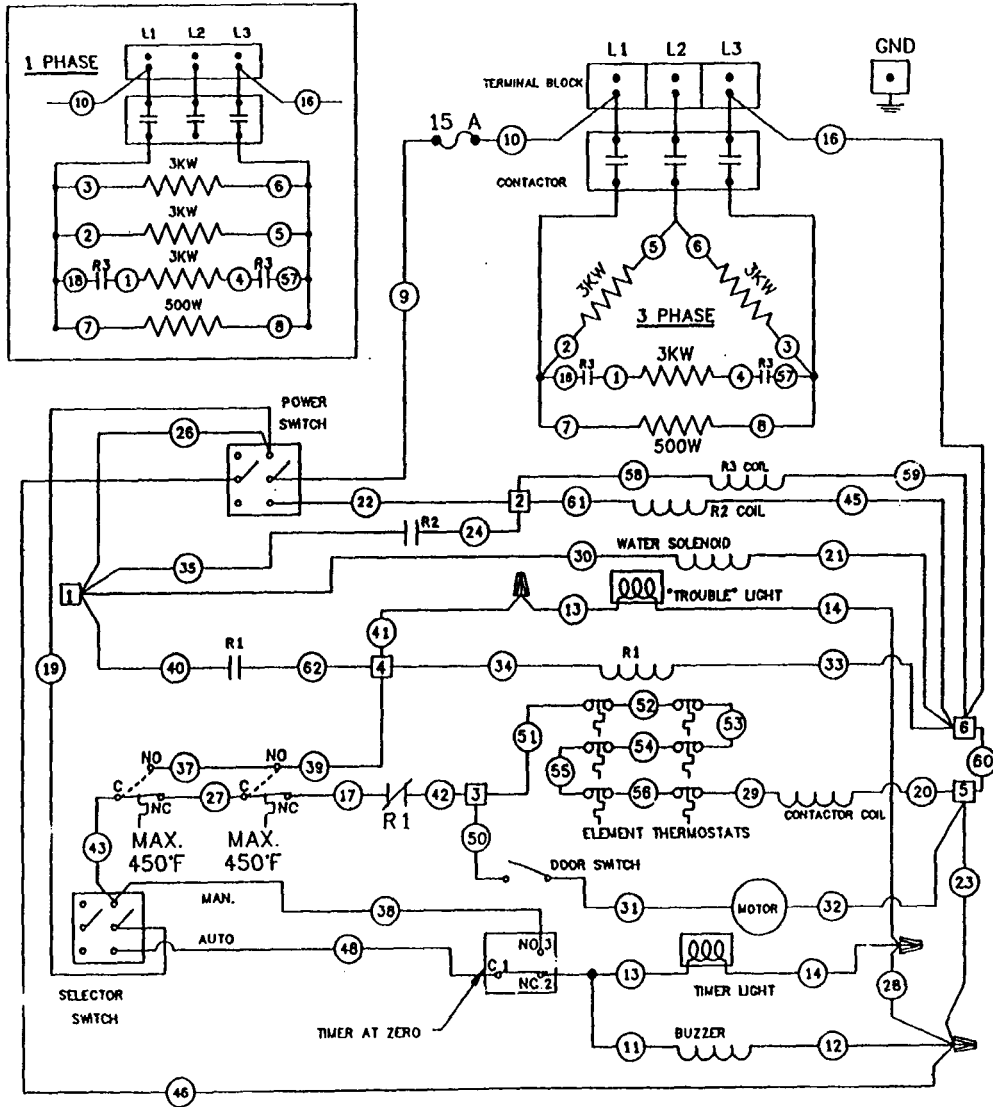 L1 L2 L3
1 PHASE
10
16
3KW
3
6
3KW
2
5
3KW
18
R3
1
4
R3
57
500W
7
8
L1 L2 L3
GND
TERMINAL BLOCK
15 A
10
16
CONTACTOR
5
6
3KW
3KW
9
3 PHASE
2
3
3KW
18
R3
1
4
R3
57
7
8
500W
POWER
SWITCH
26
58
R3 COIL
59
22
2
61
R2 COIL
45
R2
24
WATER SOLENOID
35
30
21
1
"TROUBLE" LIGHT
13
14
41
19
R1
40
62
4
34
R1
33
52
51
53
6
NO
37
NO
39
54
55
60
C
NC
27
C
NC
17
R1
42
3
56
29
CONTACTOR COIL
20
5
MAX.
450°F
MAX.
450°F
ELEMENT THERMOSTATS
43
50
DOOR SWITCH
23
MAN.
38
31
MOTOR
32
AUTO
48
NO.3
C 1
NC.2
13
14
TIMER LIGHT
28
SELECTOR
SWITCH
TIMER AT ZERO
BUZZER
11
12
46